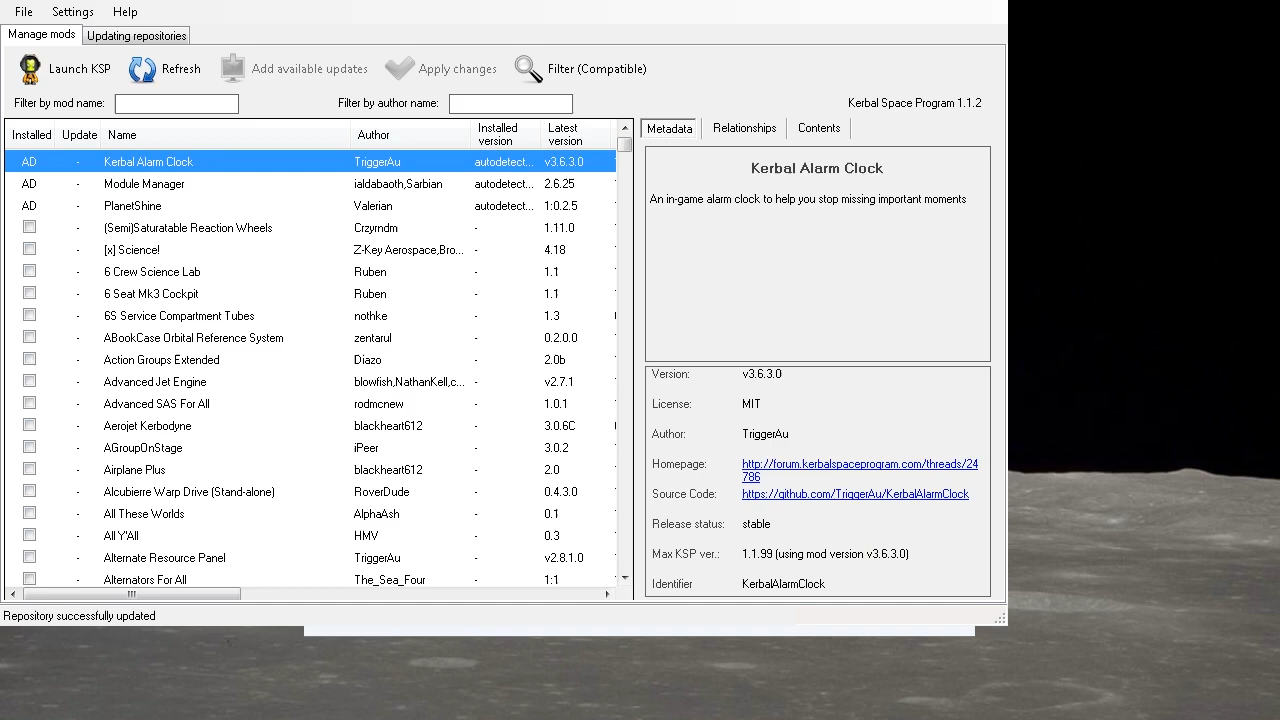 File Settings Help
Manage mods Updating repositories
Launch KSP Refresh Add available updates Apply changes Filter (Compatible)
Filter by mod name: Filter by author name: Kerbal Space Program 1.1.2
Installed Update Name Author Installed version Latest version
AD - Kerbal Alarm Clock TriggerAu autodetect... v3.6.3.0
AD - Module Manager ialdabaoth,Sarbian autodetect... 2.6.25
AD - PlanetShine Valerian autodetect... 1:0.2.5
- (Semi)Saturatable Reaction Wheels Crzyrndm - 1.11.0
- [x] Science! Z-Key Aerospace,Bro... - 4.18
- 6 Crew Science Lab Ruben - 1.1
- 6 Seat Mk3 Cockpit Ruben - 1.1
- 6S Service Compartment Tubes nothke - 1.3
- ABookCase Orbital Reference System zentarul - 0.2.0.0
- Action Groups Extended Diazo - 2.0b
- Advanced Jet Engine blowfish,NathanKell,c... - v2.7.1
- Advanced SAS For All rodmcnew - 1.0.1
- Aerojet Kerbodyne blackheart612 - 3.0.6C
- AGroupOnStage iPeer - 3.0.2
- Airplane Plus blackheart612 - 2.0
- Alcubierre Warp Drive (Stand-alone) RoverDude - 0.4.3.0
- All These Worlds AlphaAsh - 0.1
- All Y'All HMV - 0.3
- Alternate Resource Panel TriggerAu - v2.8.1.0
- Alternators For All The_Sea_Four - 1:1
Metadata Relationships Contents
Kerbal Alarm Clock
An in-game alarm clock to help you stop missing important moments
Version: v3.6.3.0
License: MIT
Author: TriggerAu
Homepage: http://forum.kerbalspaceprogram.com/threads/24
786
Source Code: https://github.com/TriggerAu/KerbalAlarmClock
Release status: stable
Max KSP ver.: 1.1.99 (using mod version v3.6.3.0)
Identifier KerbalAlarmClock
Repository successfully updated